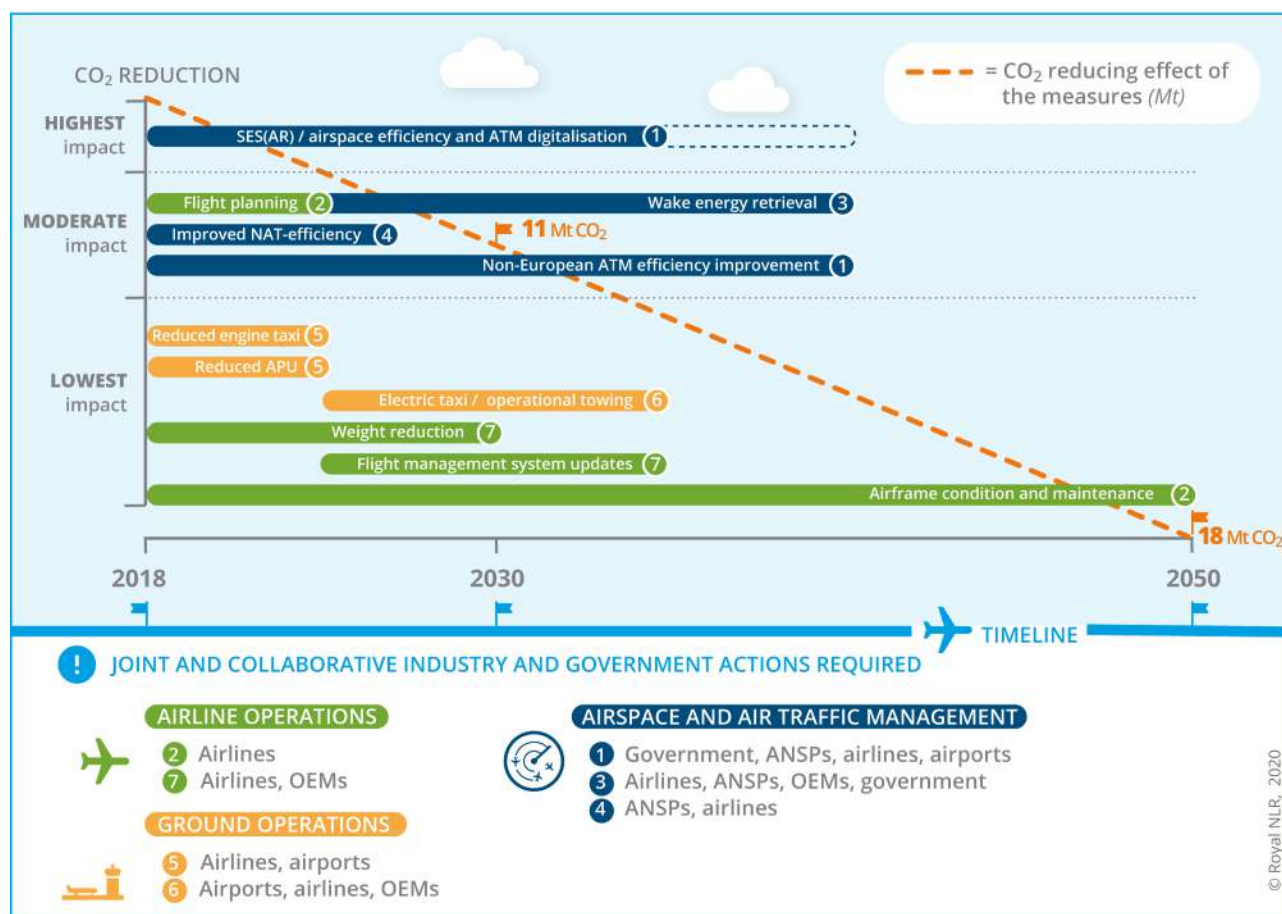 CO₂ REDUCTION
= CO₂ reducing effect of
the measures (Mt)
HIGHEST
impact
SES(AR) / airspace efficiency and ATM digitalisation 1
MODERATE
impact
Flight planning 2
Wake energy retrieval 3
Improved NAT-efficiency 4
11 Mt CO₂
Non-European ATM efficiency improvement 1
LOWEST
impact
Reduced engine taxi 5
Reduced APU 5
Electric taxi / operational towing 6
Weight reduction 7
Flight management system updates 7
Airframe condition and maintenance 2
18 Mt CO₂
2018
2030
2050
TIMELINE
! JOINT AND COLLABORATIVE INDUSTRY AND GOVERNMENT ACTIONS REQUIRED
AIRLINE OPERATIONS
2 Airlines
7 Airlines, OEMs
GROUND OPERATIONS
5 Airlines, airports
6 Airports, airlines, OEMs
AIRSPACE AND AIR TRAFFIC MANAGEMENT
1 Government, ANSPs, airlines, airports
3 Airlines, ANSPs, OEMs, government
4 ANSPs, airlines
© Royal NLR, 2020